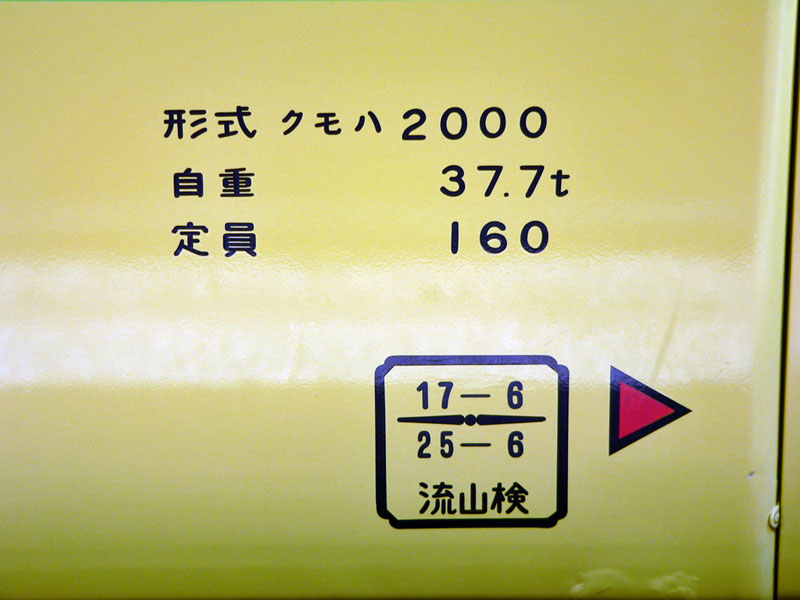 形式 クモハ 2000
自重 37.7t
定員 160
17― 6
25― 6
流山検